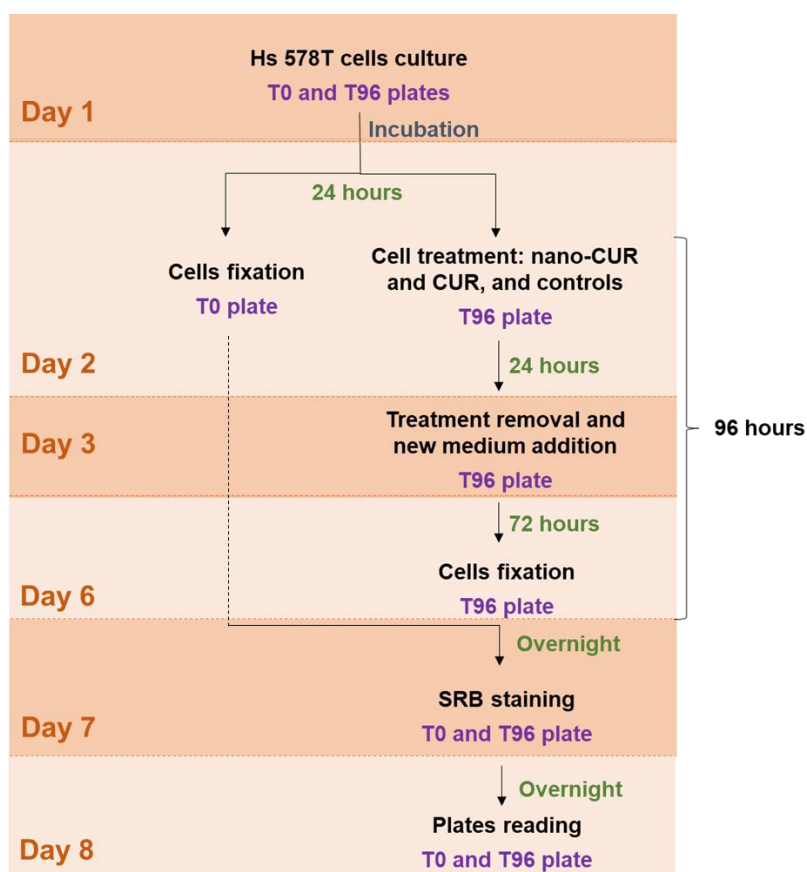 Hs 578T cells culture
T0 and T96 plates
Day 1
Incubation
24 hours
Cells fixation
T0 plate
Cell treatment: nano-CUR
and CUR, and controls
T96 plate
Day 2
24 hours
Treatment removal and
new medium addition
T96 plate
Day 3
96 hours
72 hours
Cells fixation
T96 plate
Day 6
Overnight
SRB staining
T0 and T96 plate
Day 7
Overnight
Plates reading
T0 and T96 plate
Day 8